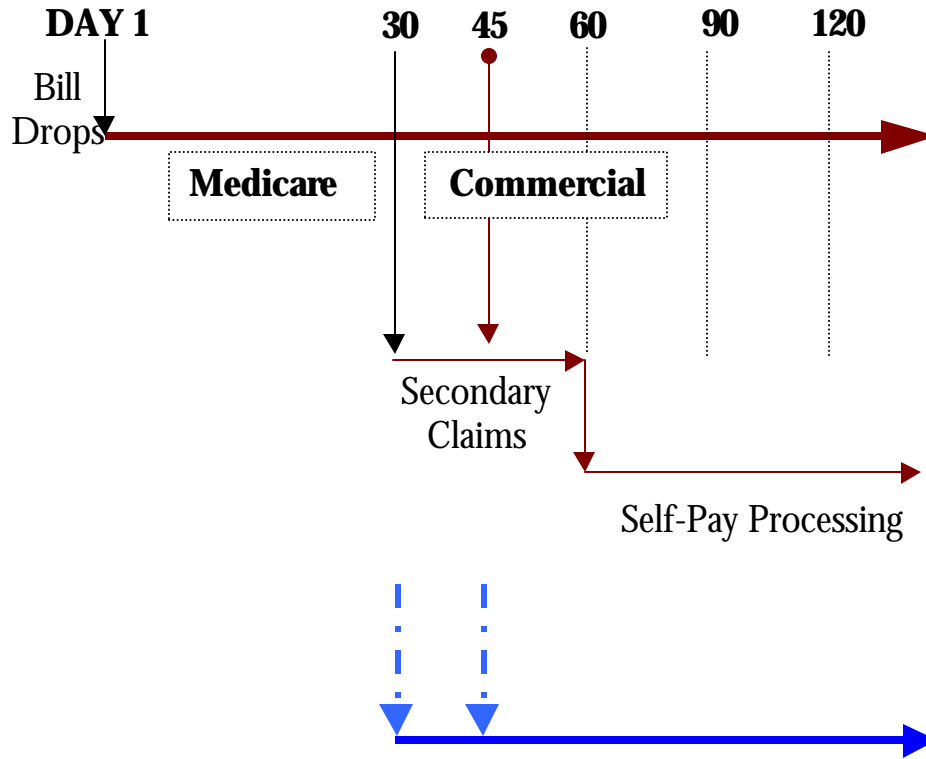 DAY 1 30 45 60 90 120
Bill
Drops
Medicare Commercial
Secondary
Claims
Self-Pay Processing